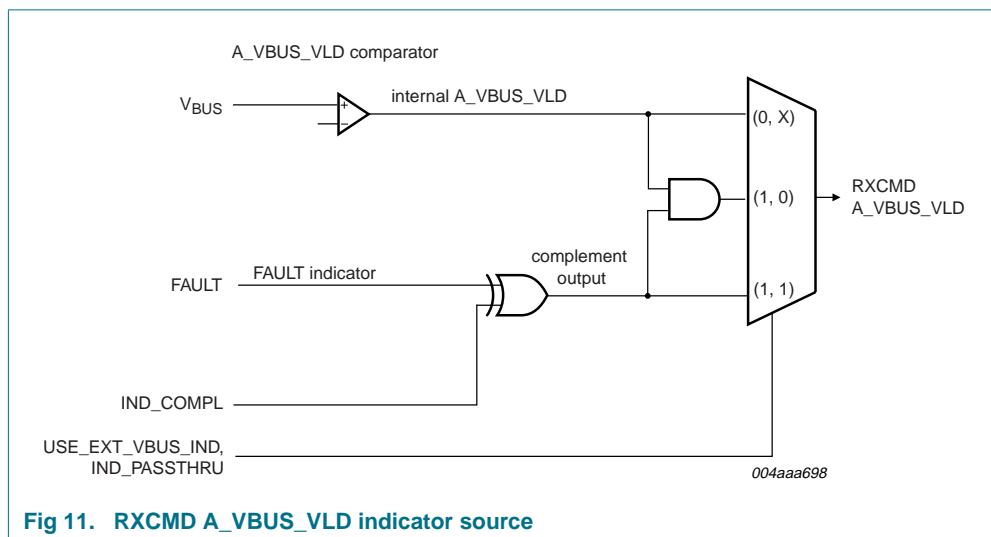 A_VBUS_VLD comparator
VBUS
+
−
internal A_VBUS_VLD
(0, X)
(1, 0)
RXCMD
A_VBUS_VLD
complement
output
FAULT
FAULT indicator
(1, 1)
IND_COMPL
USE_EXT_VBUS_IND,
IND_PASSTHRU
004aaa698
Fig 11. RXCMD A_VBUS_VLD indicator source